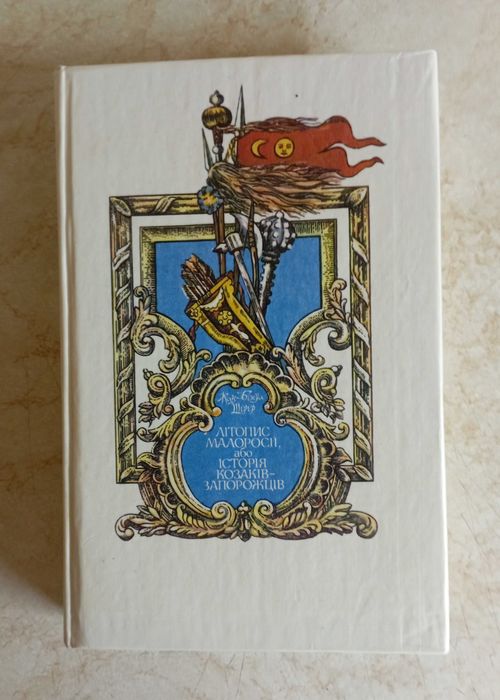 Жан-Бенуа
Шерер
ЛІТОПИС
МАЛОРОСІЇ,
або
ІСТОРІЯ
КОЗАКІВ-
ЗАПОРОЖЦІВ